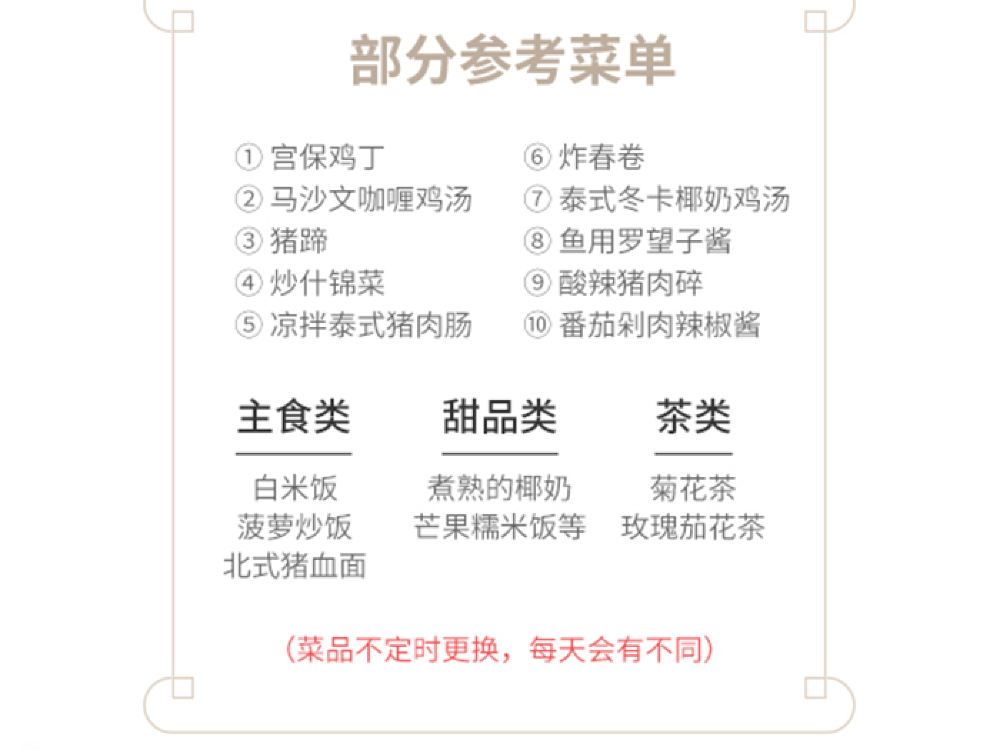 部分参考菜单
① 宫保鸡丁
② 马沙文咖喱鸡汤
③ 猪蹄
④ 炒什锦菜
⑤ 凉拌泰式猪肉肠
⑥ 炸春卷
⑦ 泰式冬卡椰奶鸡汤
⑧ 鱼用罗望子酱
⑨ 酸辣猪肉碎
⑩ 番茄剁肉辣椒酱
主食类
白米饭
菠萝炒饭
北式猪血面
甜品类
煮熟的椰奶
芒果糯米饭等
茶类
菊花茶
玫瑰茄花茶
（菜品不定时更换，每天会有不同）